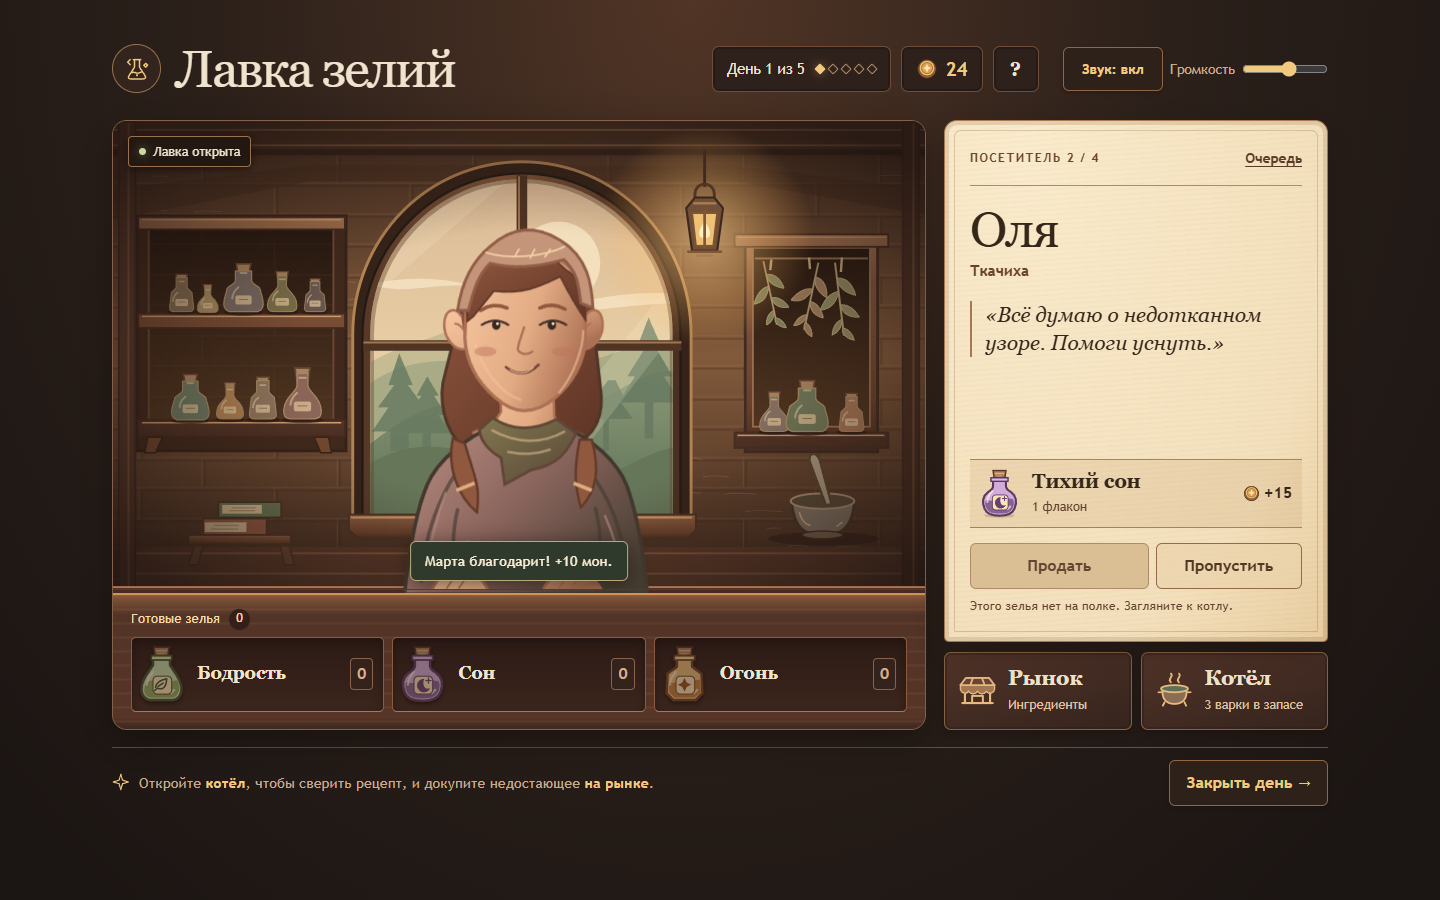 Лавка зелий
День 1 из 5
24
?
Звук: вкл
Громкость
Лавка открыта
Марта благодарит! +10 мон.
Готовые зелья 0
Бодрость 0
Сон 0
Огонь 0
ПОСЕТИТЕЛЬ 2 / 4
Очередь
Оля
Ткачиха
«Всё думаю о недотканном
узоре. Помоги уснуть.»
Тихий сон
1 флакон
+15
Продать
Пропустить
Этого зелья нет на полке. Загляните к котлу.
Рынок
Ингредиенты
Котёл
3 варки в запасе
Откройте котёл, чтобы сверить рецепт, и докупите недостающее на рынке.
Закрыть день →